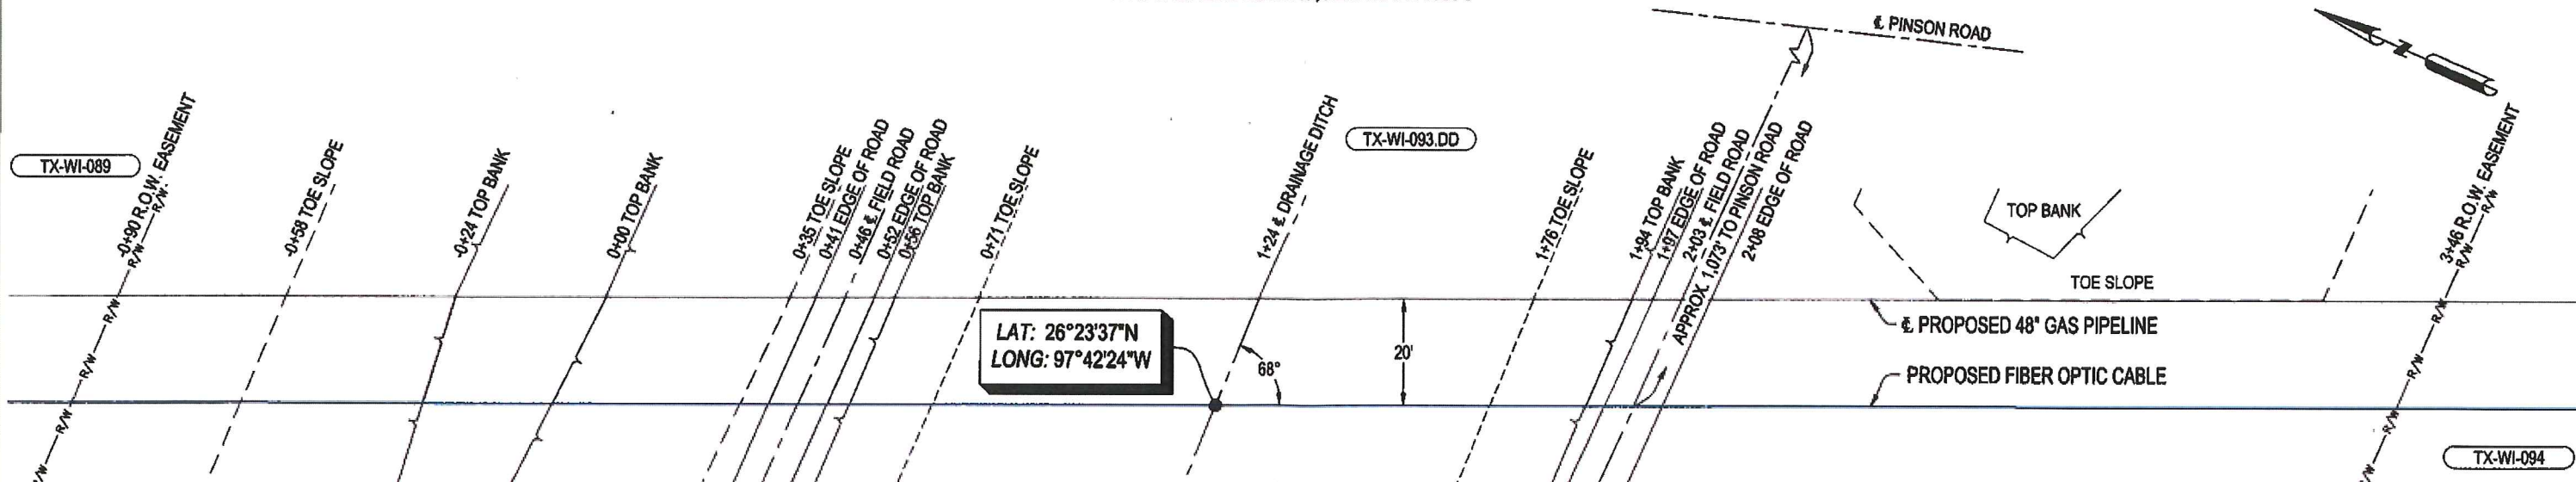 ℄ PINSON ROAD
N
TX-WI-089
-0+90 R.O.W. EASEMENT
R/W
R/W
R/W
R/W
R/W
R/W
-0+58 TOE SLOPE
-0+24 TOP BANK
0+00 TOP BANK
0+35 TOE SLOPE
0+41 EDGE OF ROAD
0+46 ℄ FIELD ROAD
0+52 EDGE OF ROAD
0+56 TOP BANK
0+71 TOE SLOPE
1+24 ℄ DRAINAGE DITCH
TX-WI-093.DD
1+76 TOE SLOPE
1+94 TOP BANK
1+97 EDGE OF ROAD
2+03 ℄ FIELD ROAD
APPROX. 1,073' TO PINSON ROAD
2+08 EDGE OF ROAD
TOP BANK
TOE SLOPE
3+46 R.O.W. EASEMENT
R/W
R/W
R/W
R/W
R/W
R/W
R/W
LAT: 26°23'37"N
LONG: 97°42'24"W
68°
20'
℄ PROPOSED 48" GAS PIPELINE
PROPOSED FIBER OPTIC CABLE
TX-WI-094